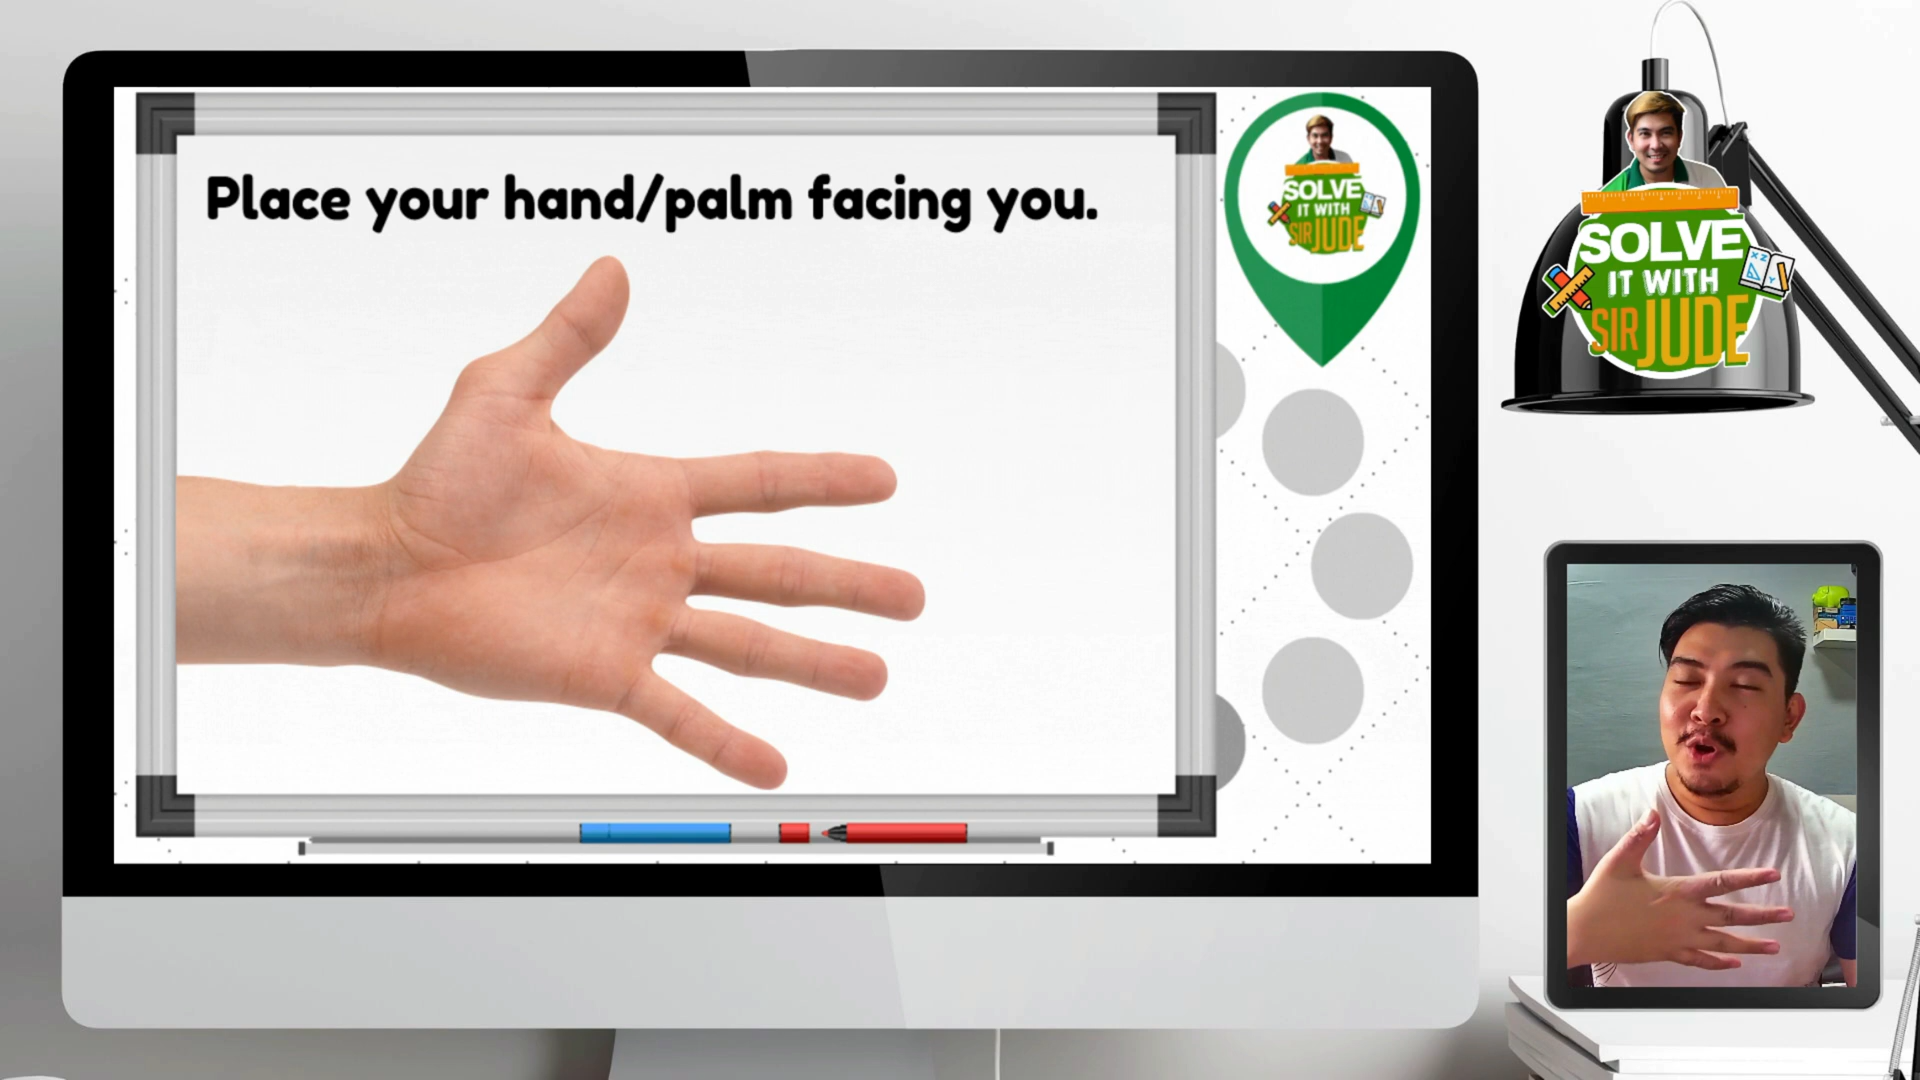 Place your hand/palm facing you.
SOLVE
IT WITH
SIR JUDE
SOLVE
IT WITH
SIR JUDE